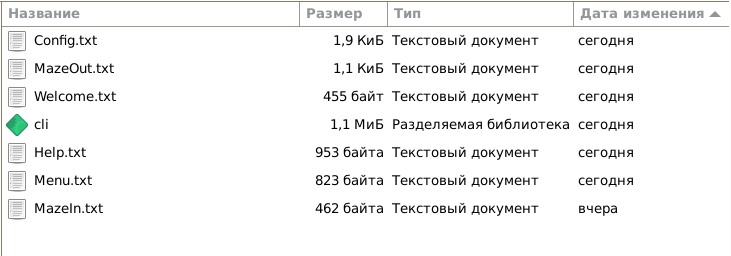 Название Размер Тип Дата изменения
Config.txt 1,9 КиБ Текстовый документ сегодня
MazeOut.txt 1,1 КиБ Текстовый документ сегодня
Welcome.txt 455 байт Текстовый документ сегодня
cli 1,1 МиБ Разделяемая библиотека сегодня
Help.txt 953 байта Текстовый документ сегодня
Menu.txt 823 байта Текстовый документ сегодня
MazeIn.txt 462 байта Текстовый документ вчера